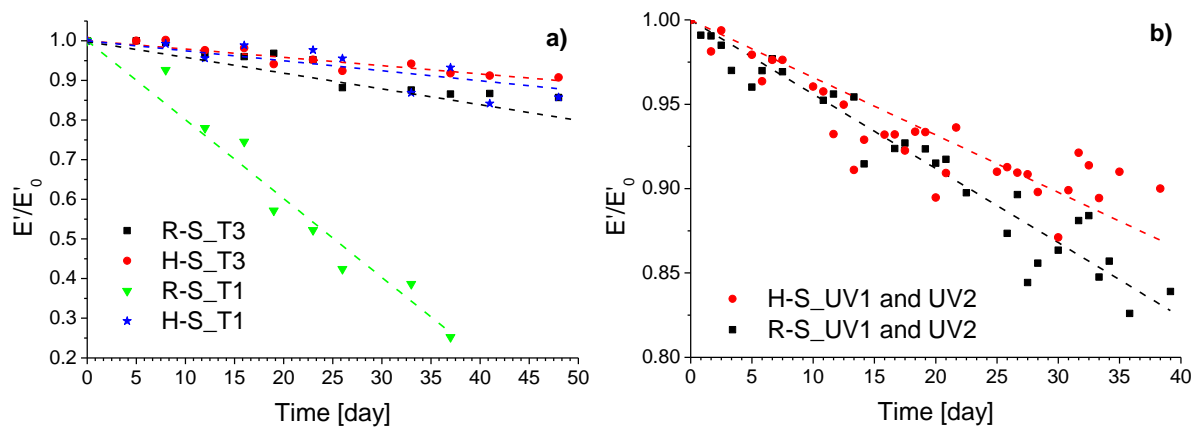 a)
1.0
0.9
0.8
0.7
0.6
0.5
0.4
0.3
0.2
E'/E'0
R-S_T3
H-S_T3
R-S_T1
H-S_T1
0 5 10 15 20 25 30 35 40 45 50
Time [day]
b)
1.00
0.95
0.90
0.85
0.80
E'/E'0
H-S_UV1 and UV2
R-S_UV1 and UV2
0 5 10 15 20 25 30 35 40
Time [day]